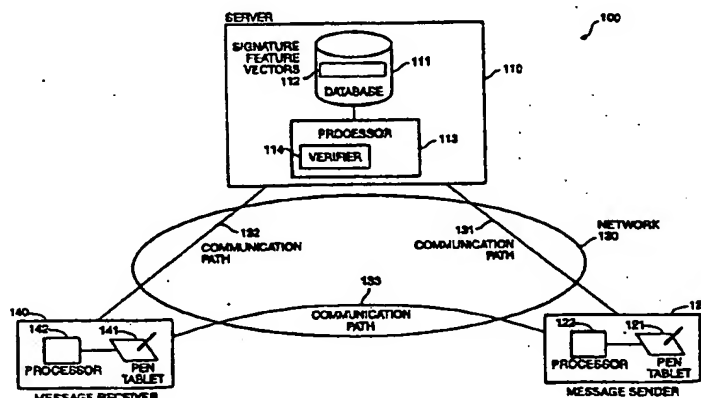 SERVER
100
SIGNATURE
FEATURE
VECTORS
112
111
DATABASE
110
PROCESSOR
113
114
VERIFIER
132
COMMUNICATION
PATH
131
COMMUNICATION
PATH
NETWORK
130
133
COMMUNICATION
PATH
140
142
141
PROCESSOR
PEN
TABLET
MESSAGE RECEIVER
122
121
PROCESSOR
PEN
TABLET
MESSAGE SENDER